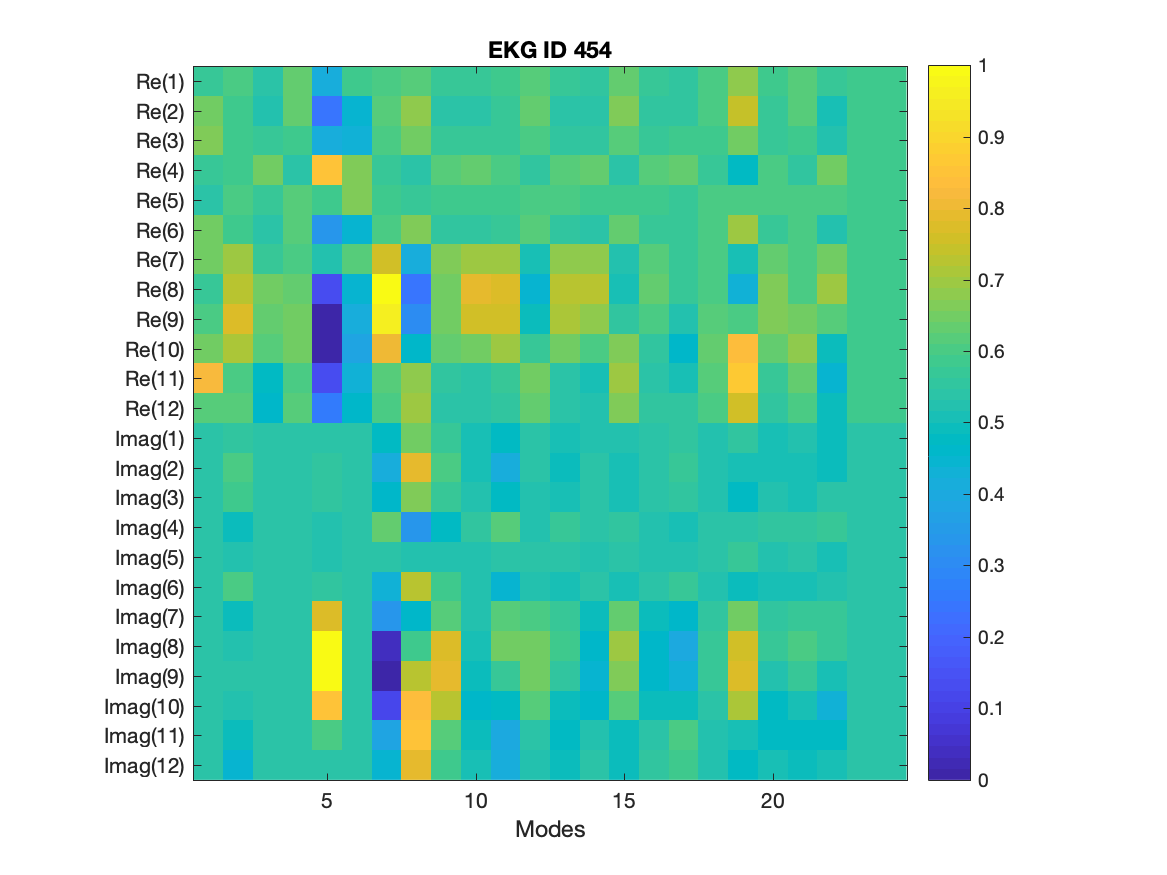 EKG ID 454
Re(1)
Re(2)
Re(3)
Re(4)
Re(5)
Re(6)
Re(7)
Re(8)
Re(9)
Re(10)
Re(11)
Re(12)
Imag(1)
Imag(2)
Imag(3)
Imag(4)
Imag(5)
Imag(6)
Imag(7)
Imag(8)
Imag(9)
Imag(10)
Imag(11)
Imag(12)
5 10 15 20
Modes
1
0.9
0.8
0.7
0.6
0.5
0.4
0.3
0.2
0.1
0